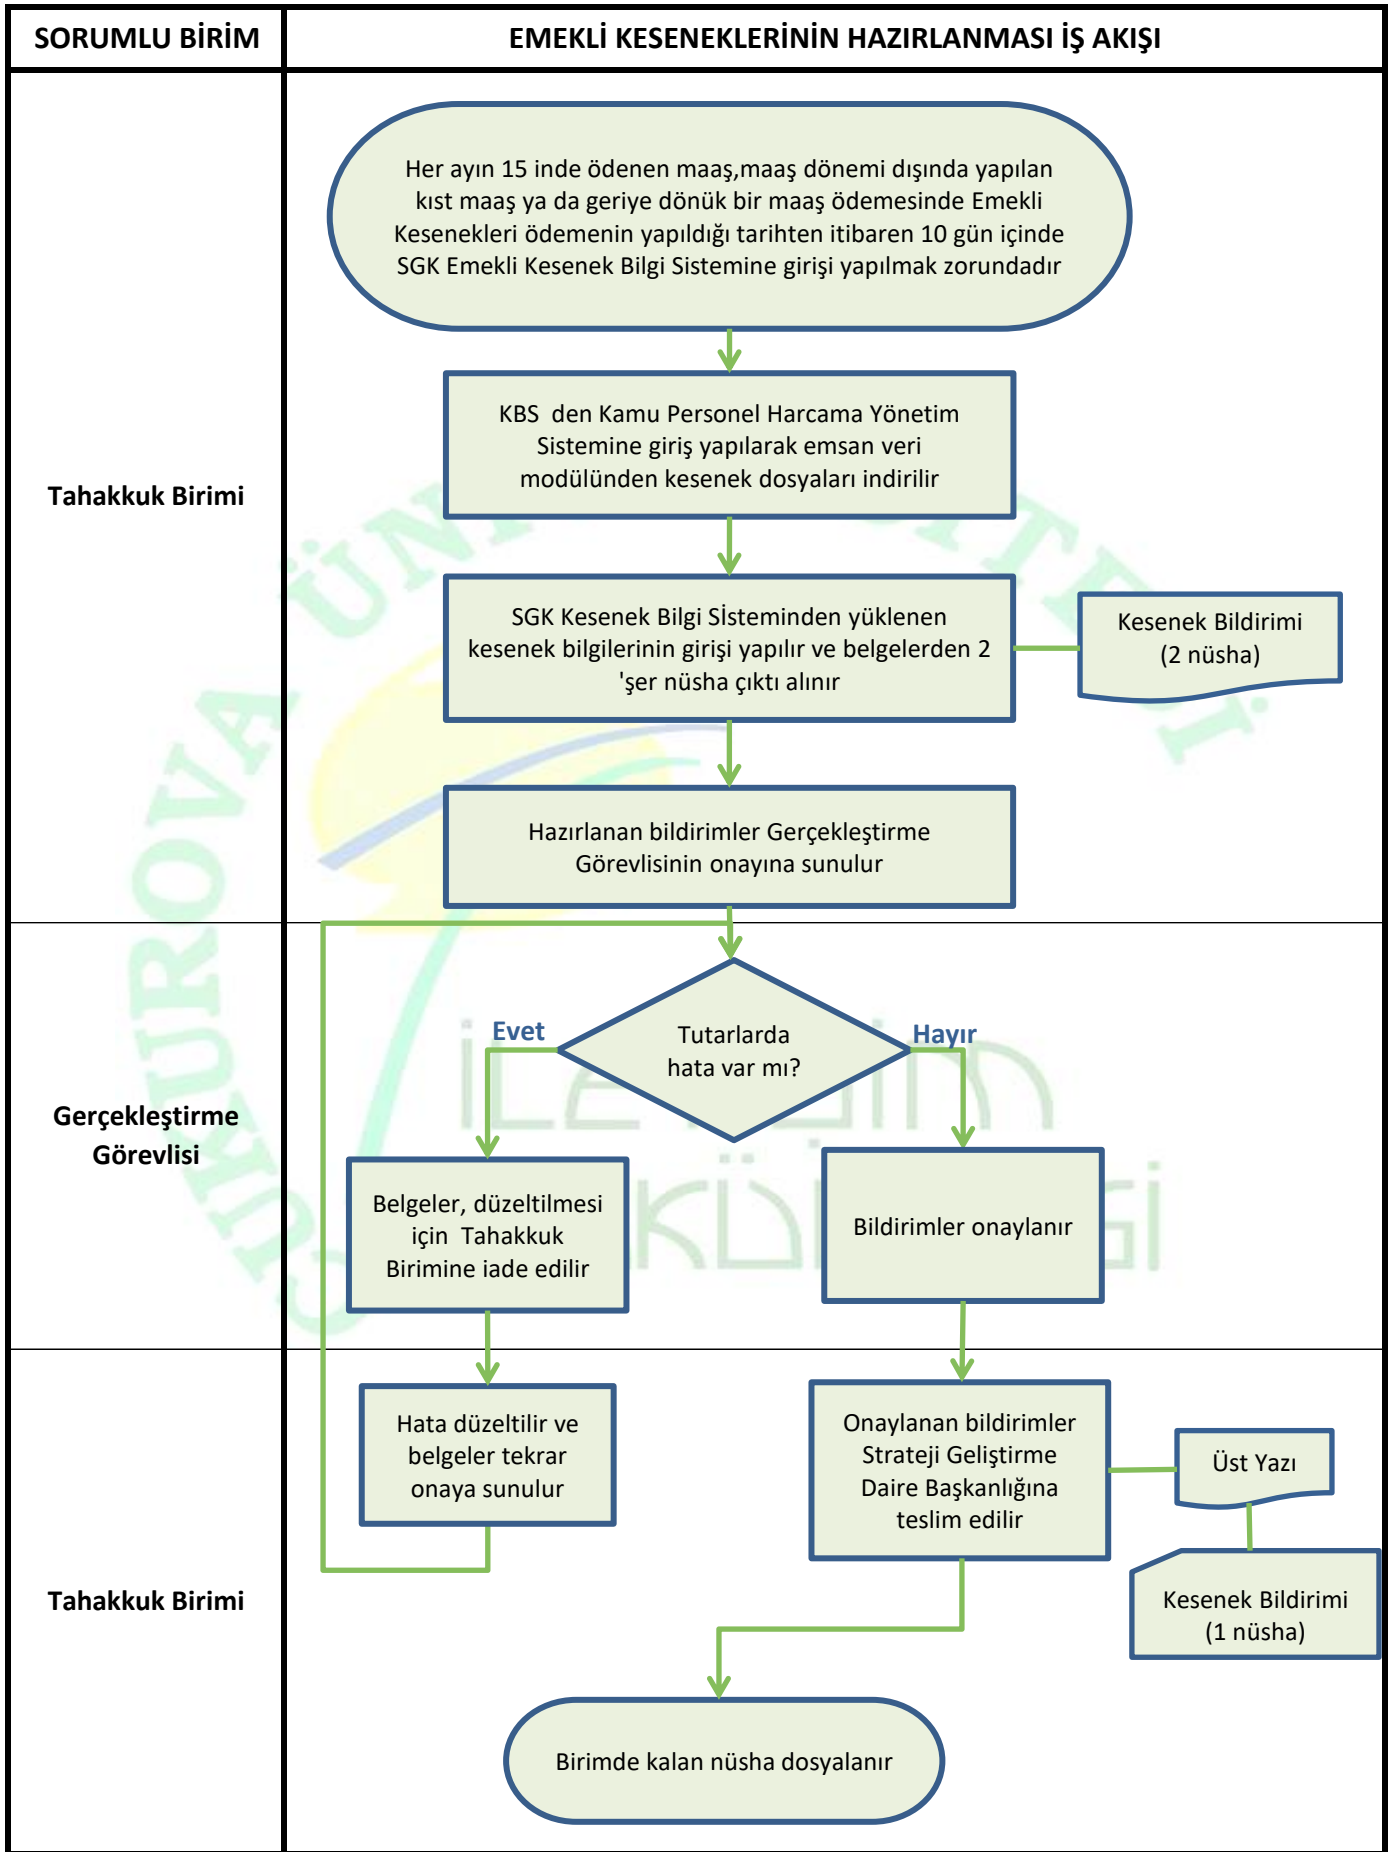 SORUMLU BİRİM
EMEKLİ KESENEKLERİNİN HAZIRLANMASI İŞ AKIŞI
Tahakkuk Birimi
Her ayın 15 inde ödenen maaş,maaş dönemi dışında yapılan
kıst maaş ya da geriye dönük bir maaş ödemesinde Emekli
Kesenekleri ödemenin yapıldığı tarihten itibaren 10 gün içinde
SGK Emekli Kesenek Bilgi Sistemine girişi yapılmak zorundadır
KBS  den Kamu Personel Harcama Yönetim
Sistemine giriş yapılarak emsan veri
modülünden kesenek dosyaları indirilir
SGK Kesenek Bilgi Sİsteminden yüklenen
kesenek bilgilerinin girişi yapılır ve belgelerden 2
'şer nüsha çıktı alınır
Kesenek Bildirimi
(2 nüsha)
Hazırlanan bildirimler Gerçekleştirme
Görevlisinin onayına sunulur
Gerçekleştirme
Görevlisi
Tutarlarda
hata var mı?
Evet
Hayır
Belgeler, düzeltilmesi
için  Tahakkuk
Birimine iade edilir
Bildirimler onaylanır
Tahakkuk Birimi
Hata düzeltilir ve
belgeler tekrar
onaya sunulur
Onaylanan bildirimler
Strateji Geliştirme
Daire Başkanlığına
teslim edilir
Üst Yazı
Kesenek Bildirimi
(1 nüsha)
Birimde kalan nüsha dosyalanır